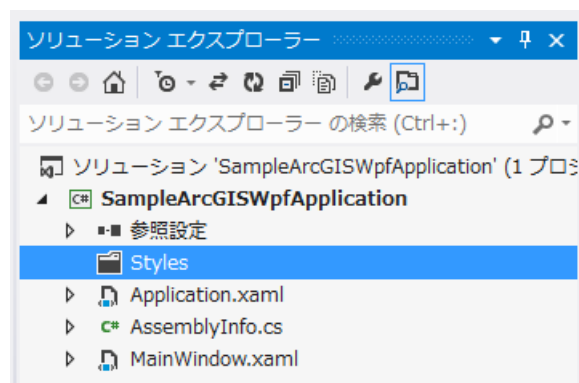 ソリューション エクスプローラー
ソリューション エクスプローラー の検索 (Ctrl+:)
ソリューション 'SampleArcGISWpfApplication' (1 プロジ
C# SampleArcGISWpfApplication
参照設定
Styles
Application.xaml
C# AssemblyInfo.cs
MainWindow.xaml